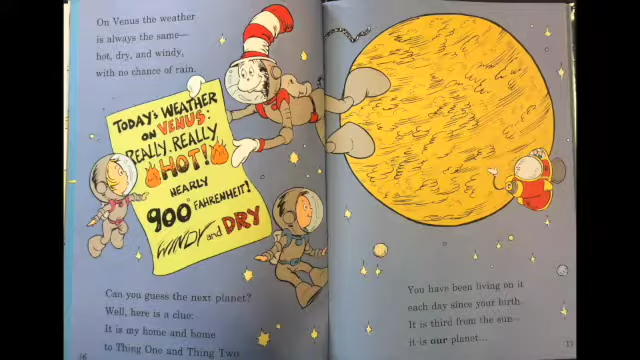 On Venus the weather
is always the same—
hot, dry, and windy,
with no chance of rain.
TODAY'S WEATHER
ON VENUS:
REALLY, REALLY
HOT!
NEARLY
900° FAHRENHEIT!
WINDY and DRY
Can you guess the next planet?
Well, here is a clue:
It is my home and home
to Thing One and Thing Two
16
You have been living on it
each day since your birth.
It is third from the sun—
it is our planet...